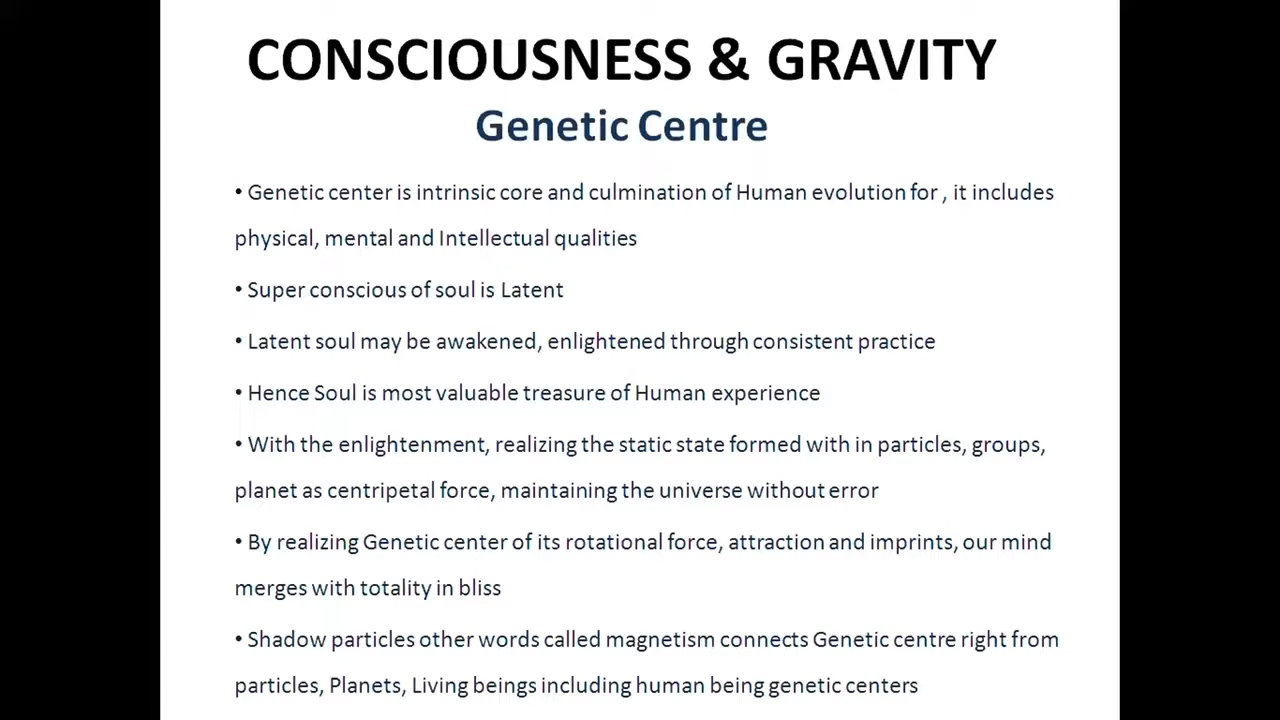 CONSCIOUSNESS & GRAVITY
Genetic Centre
• Genetic center is intrinsic core and culmination of Human evolution for , it includes
physical, mental and Intellectual qualities
• Super conscious of soul is Latent
• Latent soul may be awakened, enlightened through consistent practice
• Hence Soul is most valuable treasure of Human experience
• With the enlightenment, realizing the static state formed with in particles, groups,
planet as centripetal force, maintaining the universe without error
• By realizing Genetic center of its rotational force, attraction and imprints, our mind
merges with totality in bliss
• Shadow particles other words called magnetism connects Genetic centre right from
particles, Planets, Living beings including human being genetic centers